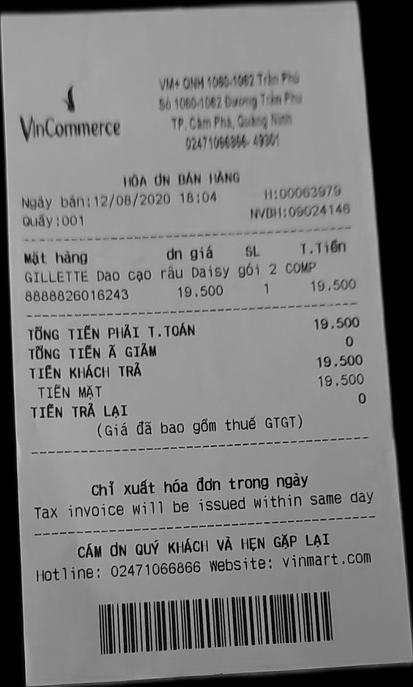 VinCommerce
VM+ QNH 1060-1062 Trần Phú
Số 1060-1062 Đường Trần Phú
TP. Cẩm Phả, Quảng Ninh
02471066866- 49301
HÓA ƠN BÁN HÀNG
Ngày bán:12/08/2020 18:04 H:00063979
Quầy:001 NVBH:09024146
Mặt hàng ơn giá SL T.Tiền
GILLETTE Dao cạo râu Daisy gói 2 COMP
8888826016243 19.500 1 19.500
TỔNG TIỀN PHẢI T.TOÁN 19.500
TỔNG TIỀN Ã GIẢM 0
TIỀN KHÁCH TRẢ 19.500
TIỀN MẶT 19.500
TIỀN TRẢ LẠI 0
(Giá đã bao gồm thuế GTGT)
Chỉ xuất hóa đơn trong ngày
Tax invoice will be issued within same day
CẢM ƠN QUÝ KHÁCH VÀ HẸN GẶP LẠI
Hotline: 02471066866 Website: vinmart.com